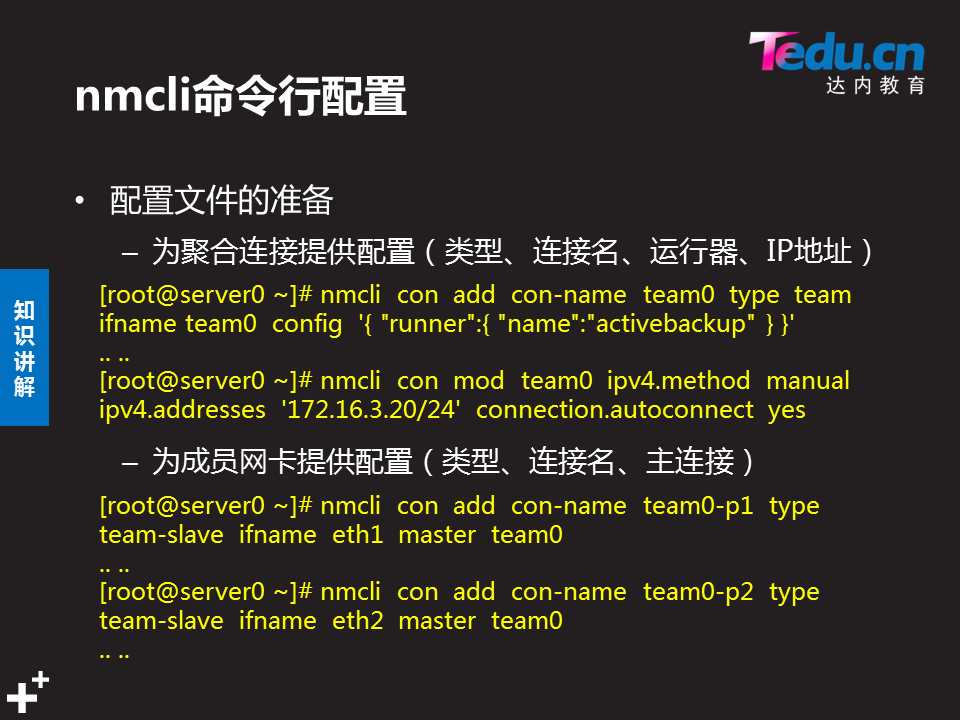 Tedu.cn
达内教育
nmcli命令行配置
• 配置文件的准备
– 为聚合连接提供配置（类型、连接名、运行器、IP地址）
[root@server0 ~]# nmcli con add con-name team0 type team
ifname team0 config '{ "runner":{ "name":"activebackup" } }'
.. ..
[root@server0 ~]# nmcli con mod team0 ipv4.method manual
ipv4.addresses '172.16.3.20/24' connection.autoconnect yes
– 为成员网卡提供配置（类型、连接名、主连接）
[root@server0 ~]# nmcli con add con-name team0-p1 type
team-slave ifname eth1 master team0
.. ..
[root@server0 ~]# nmcli con add con-name team0-p2 type
team-slave ifname eth2 master team0
.. ..
知识讲解